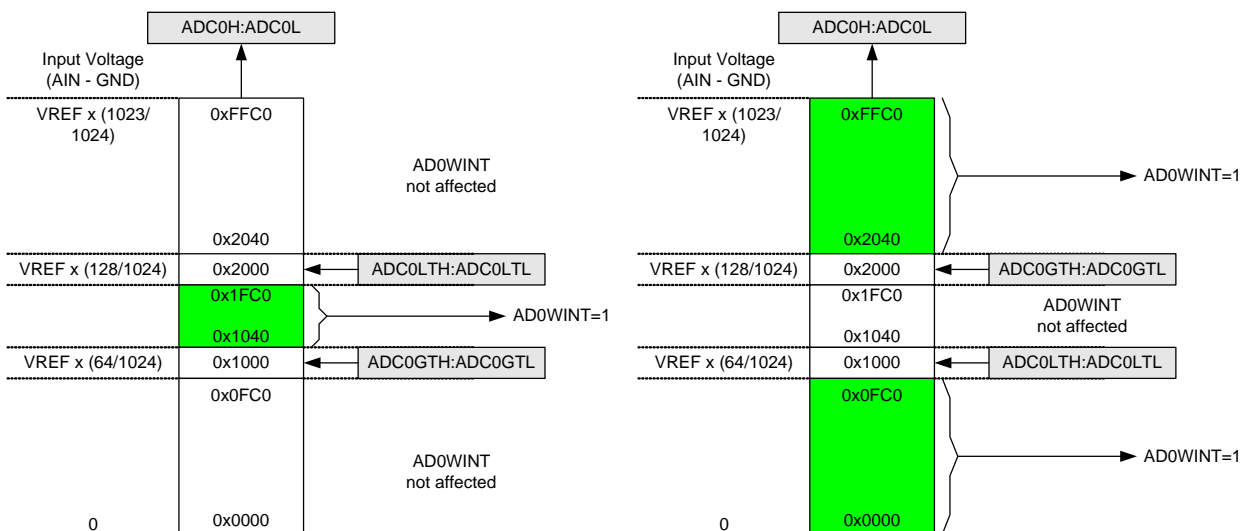 ADC0H:ADC0L
Input Voltage
(AIN - GND)
VREF x (1023/
1024)
0xFFC0
AD0WINT
not affected
0x2040
VREF x (128/1024)
0x2000
ADC0LTH:ADC0LTL
0x1FC0
AD0WINT=1
0x1040
VREF x (64/1024)
0x1000
ADC0GTH:ADC0GTL
0x0FC0
AD0WINT
not affected
0
0x0000
ADC0H:ADC0L
Input Voltage
(AIN - GND)
VREF x (1023/
1024)
0xFFC0
AD0WINT=1
0x2040
VREF x (128/1024)
0x2000
ADC0GTH:ADC0GTL
0x1FC0
AD0WINT
not affected
0x1040
VREF x (64/1024)
0x1000
ADC0LTH:ADC0LTL
0x0FC0
AD0WINT=1
0
0x0000